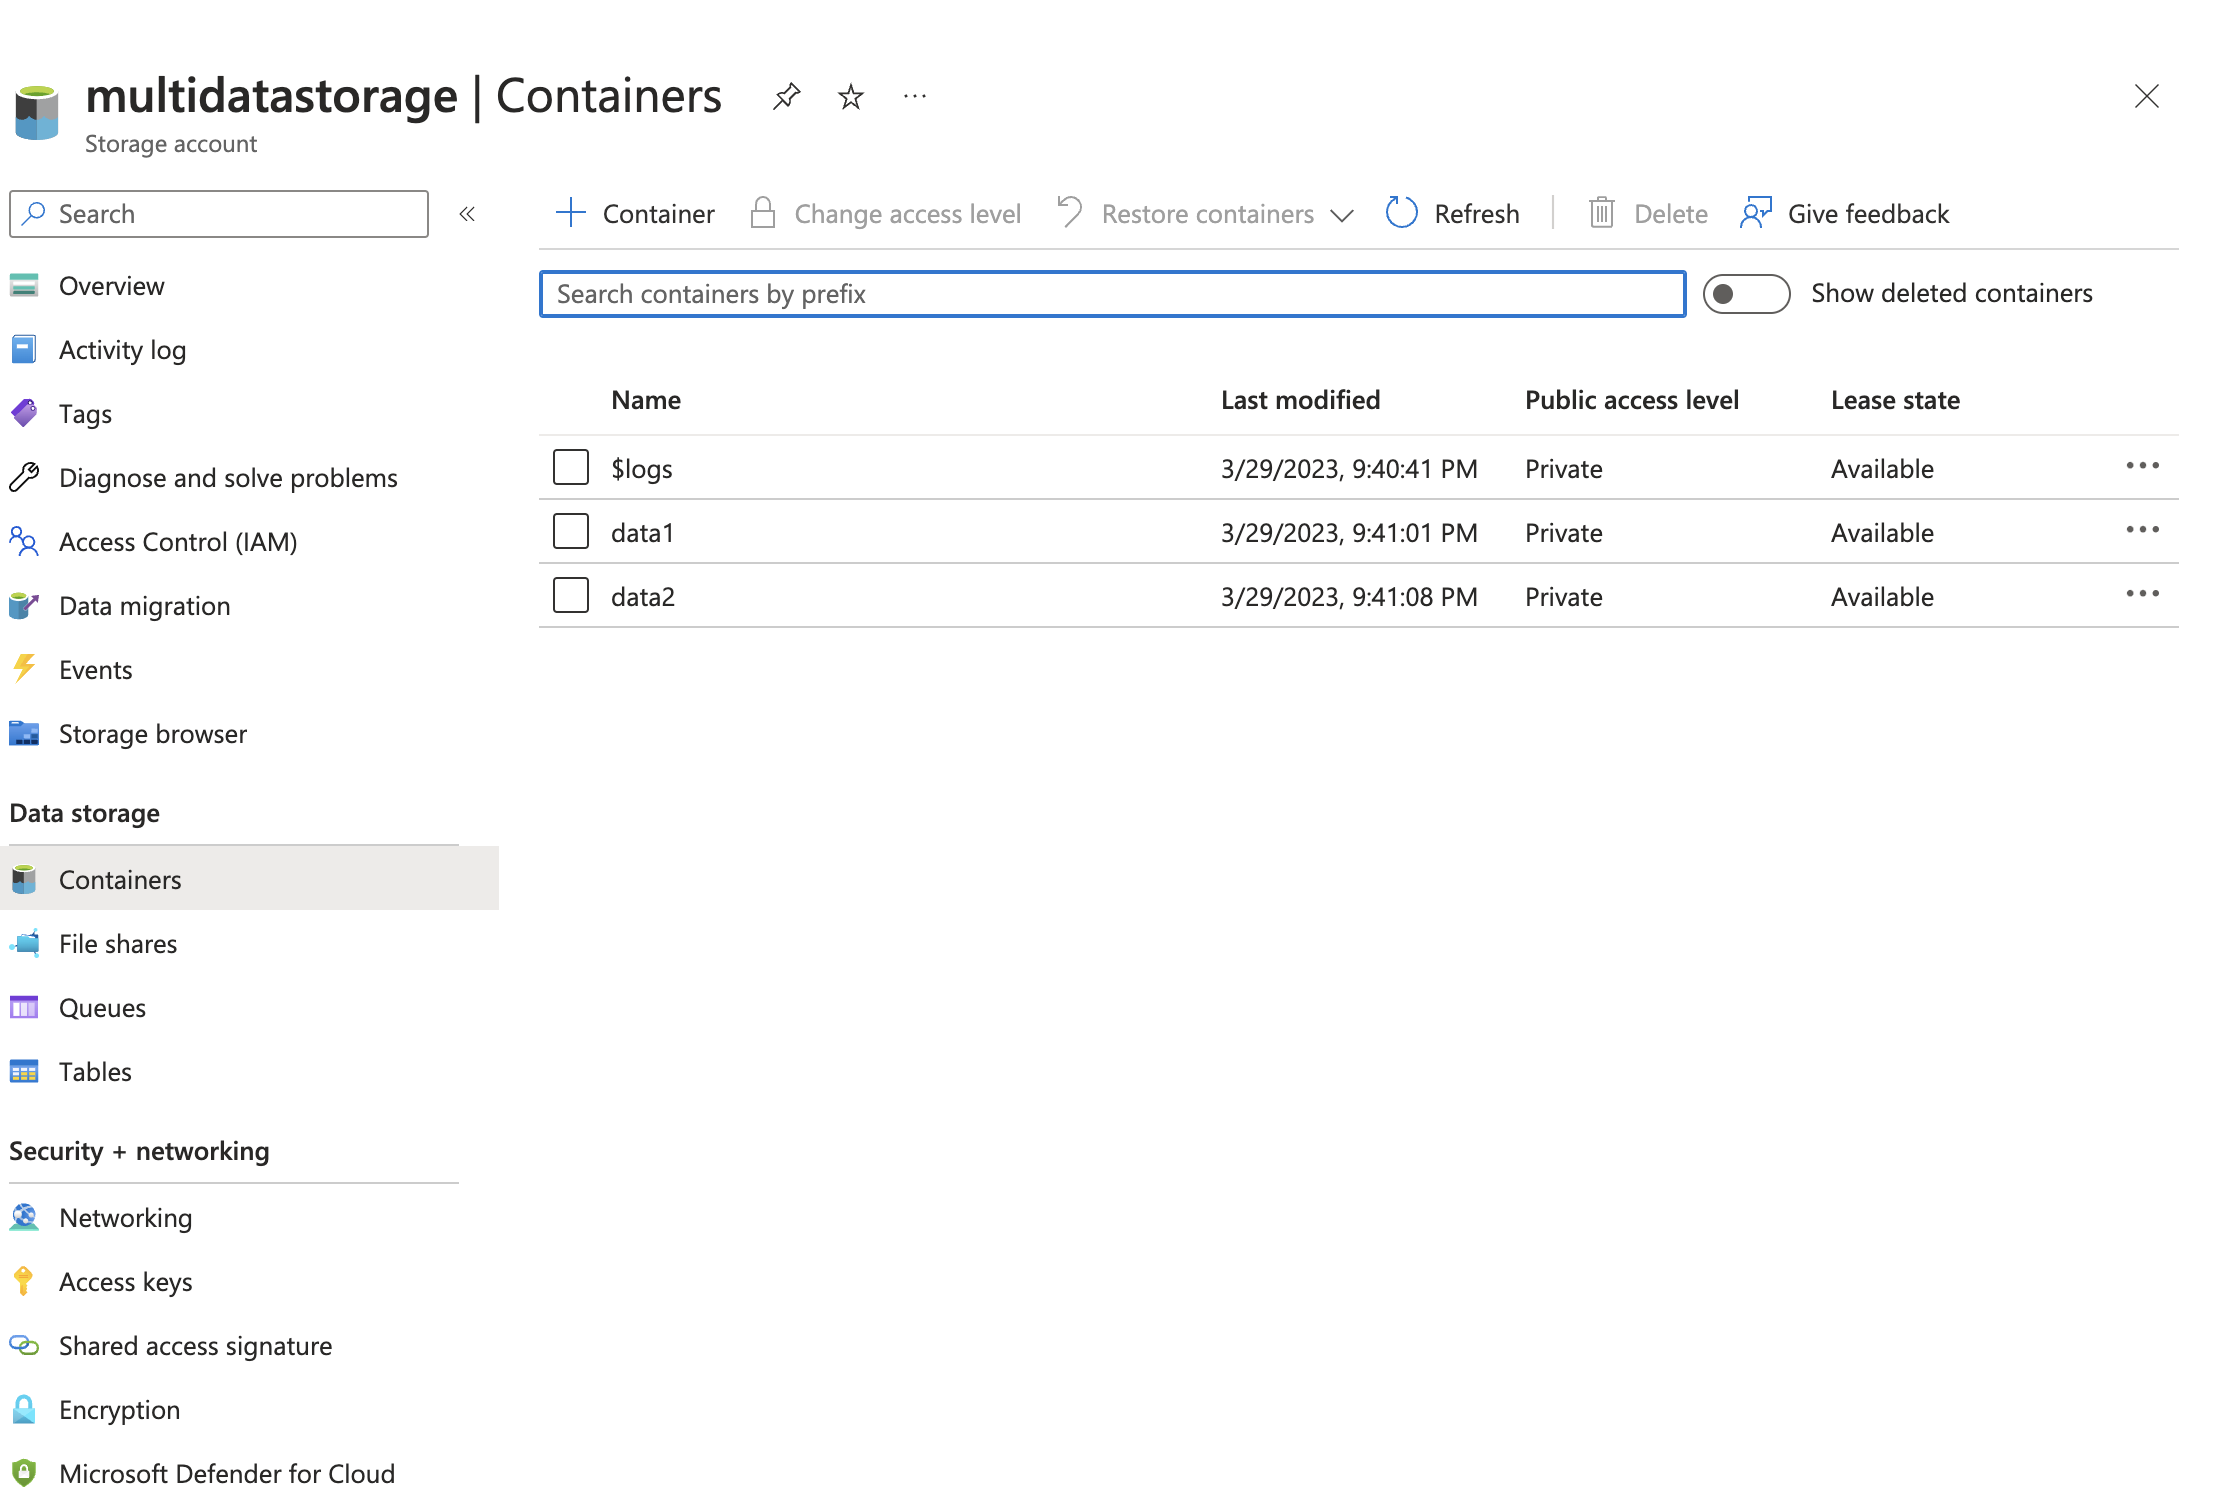 multidatastorage | Containers
Storage account
Search
Container
Change access level
Restore containers
Refresh
Delete
Give feedback
Search containers by prefix
Show deleted containers
Overview
Activity log
Tags
Diagnose and solve problems
Access Control (IAM)
Data migration
Events
Storage browser
Data storage
Containers
File shares
Queues
Tables
Security + networking
Networking
Access keys
Shared access signature
Encryption
Microsoft Defender for Cloud
Name Last modified Public access level Lease state
$logs 3/29/2023, 9:40:41 PM Private Available
data1 3/29/2023, 9:41:01 PM Private Available
data2 3/29/2023, 9:41:08 PM Private Available